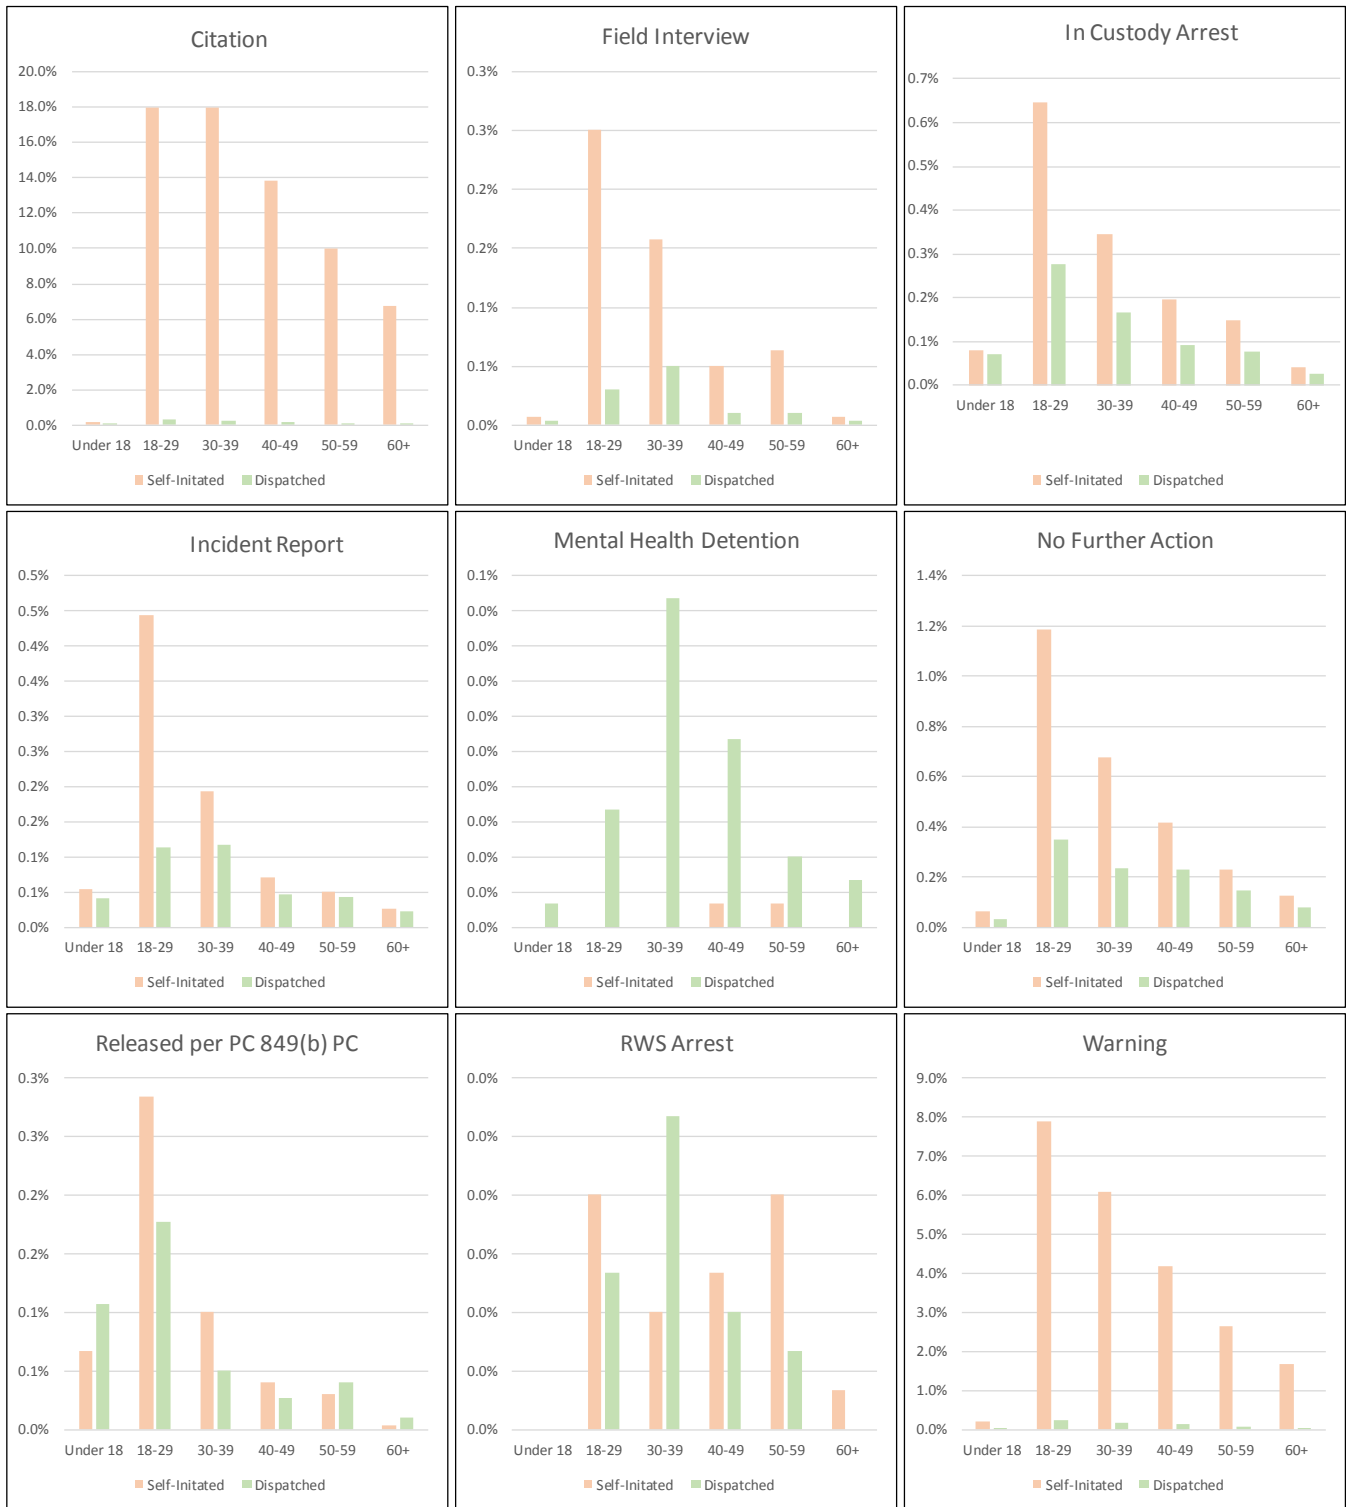 Citation
20.0%
18.0%
16.0%
14.0%
12.0%
10.0%
8.0%
6.0%
4.0%
2.0%
0.0%
Under 18 18-29 30-39 40-49 50-59 60+
Self-Initated Dispatched
Field Interview
0.3%
0.3%
0.2%
0.2%
0.1%
0.1%
0.0%
Under 18 18-29 30-39 40-49 50-59 60+
Self-Initated Dispatched
In Custody Arrest
0.7%
0.6%
0.5%
0.4%
0.3%
0.2%
0.1%
0.0%
Under 18 18-29 30-39 40-49 50-59 60+
Self-Initated Dispatched
Incident Report
0.5%
0.5%
0.4%
0.4%
0.3%
0.3%
0.2%
0.2%
0.1%
0.1%
0.0%
Under 18 18-29 30-39 40-49 50-59 60+
Self-Initated Dispatched
Mental Health Detention
0.1%
0.0%
0.0%
0.0%
0.0%
0.0%
0.0%
0.0%
0.0%
0.0%
0.0%
Under 18 18-29 30-39 40-49 50-59 60+
Self-Initated Dispatched
No Further Action
1.4%
1.2%
1.0%
0.8%
0.6%
0.4%
0.2%
0.0%
Under 18 18-29 30-39 40-49 50-59 60+
Self-Initated Dispatched
Released per PC 849(b) PC
0.3%
0.3%
0.2%
0.2%
0.1%
0.1%
0.0%
Under 18 18-29 30-39 40-49 50-59 60+
Self-Initated Dispatched
RWS Arrest
0.0%
0.0%
0.0%
0.0%
0.0%
0.0%
0.0%
Under 18 18-29 30-39 40-49 50-59 60+
Self-Initated Dispatched
Warning
9.0%
8.0%
7.0%
6.0%
5.0%
4.0%
3.0%
2.0%
1.0%
0.0%
Under 18 18-29 30-39 40-49 50-59 60+
Self-Initated Dispatched